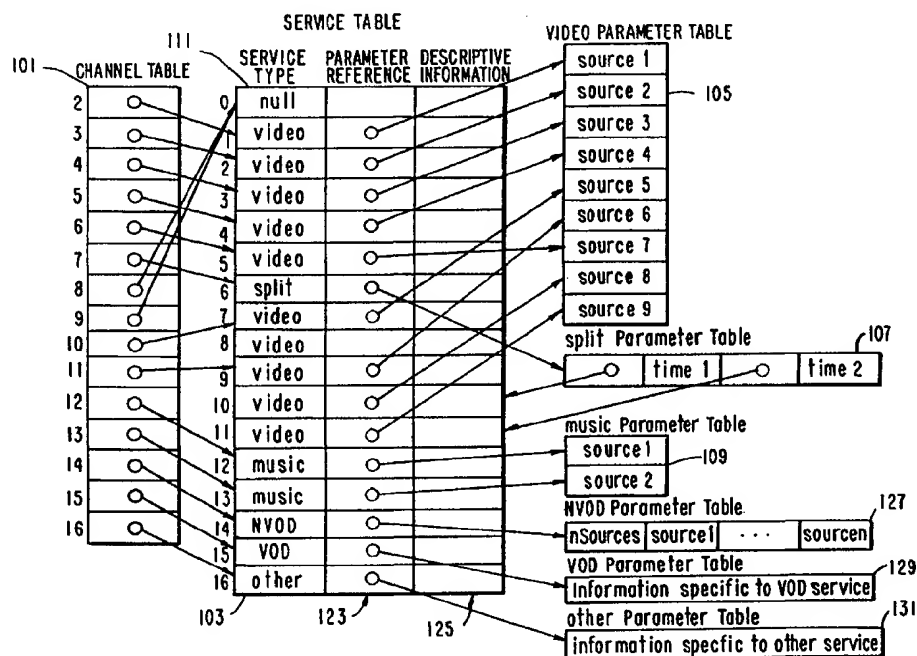 SERVICE TABLE
111
101
CHANNEL TABLE
SERVICE TYPE
PARAMETER REFERENCE
DESCRIPTIVE INFORMATION
VIDEO PARAMETER TABLE
2
3
4
5
6
7
8
9
10
11
12
13
14
15
16
0
null
1
video
2
video
3
video
4
video
5
video
6
split
7
video
8
video
9
video
10
video
11
video
12
music
13
music
14
NVOD
15
VOD
16
other
103
123
125
source 1
source 2
source 3
source 4
source 5
source 6
source 7
source 8
source 9
105
split Parameter Table
107
time 1
time 2
music Parameter Table
source1
source 2
109
NVOD Parameter Table
127
nSources source1 ... sourcen
VOD Parameter Table
129
Information specific to VOD service
other Parameter Table
131
information specfic to other service